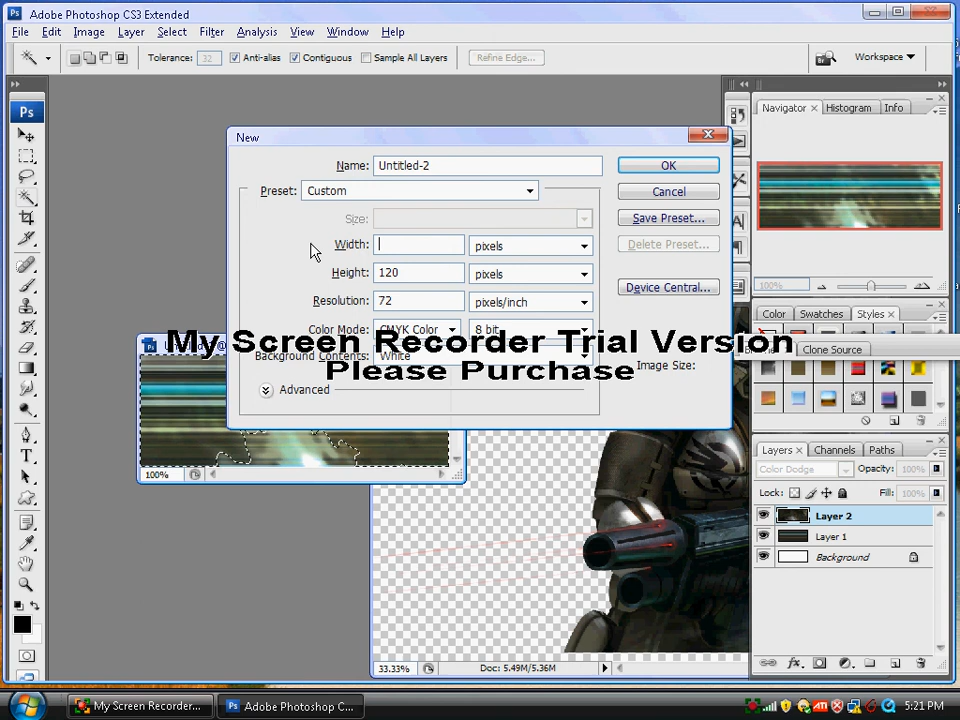 Adobe Photoshop CS3 Extended
File Edit Image Layer Select Filter Analysis View Window Help
Tolerance: 32 Anti-alias Contiguous Sample All Layers Refine Edge... Workspace
Ps
New
Name: Untitled-2 OK
Preset: Custom Cancel
Size: Save Preset...
Width: pixels Delete Preset...
Height: 120 pixels
Resolution: 72 pixels/inch Device Central...
Color Mode: CMYK Color 8 bit
Background Contents: White
Image Size:
Advanced
My Screen Recorder Trial Version
Please Purchase
Navigator Histogram Info
100%
Color Swatches Styles
Clone Source
Layers Channels Paths
Color Dodge Opacity: 100%
Lock: Fill: 100%
Layer 2
Layer 1
Background
100%
33.33% Doc: 5.49M/5.36M
My Screen Recorder... Adobe Photoshop C... 5:21 PM